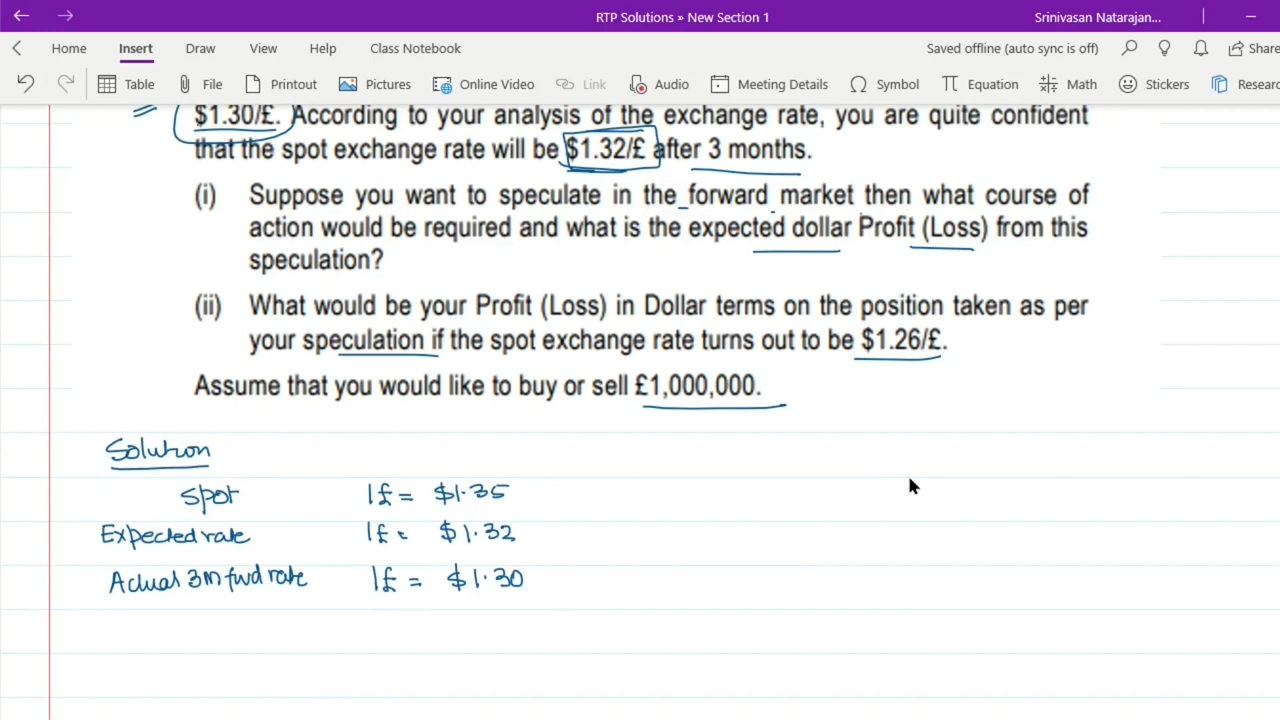 RTP Solutions » New Section 1
Srinivasan Natarajan...
Home Insert Draw View Help Class Notebook
Saved offline (auto sync is off)
Share
Table File Printout Pictures Online Video Link Audio Meeting Details Symbol Equation Math Stickers Researc
$1.30/£. According to your analysis of the exchange rate, you are quite confident
that the spot exchange rate will be $1.32/£ after 3 months.
(i) Suppose you want to speculate in the forward market then what course of
action would be required and what is the expected dollar Profit (Loss) from this
speculation?
(ii) What would be your Profit (Loss) in Dollar terms on the position taken as per
your speculation if the spot exchange rate turns out to be $1.26/£.
Assume that you would like to buy or sell £1,000,000.
Solution
Spot 1£ = $1.35
Expected rate 1£ = $1.32
Actual 3M fwd rate 1£ = $1.30